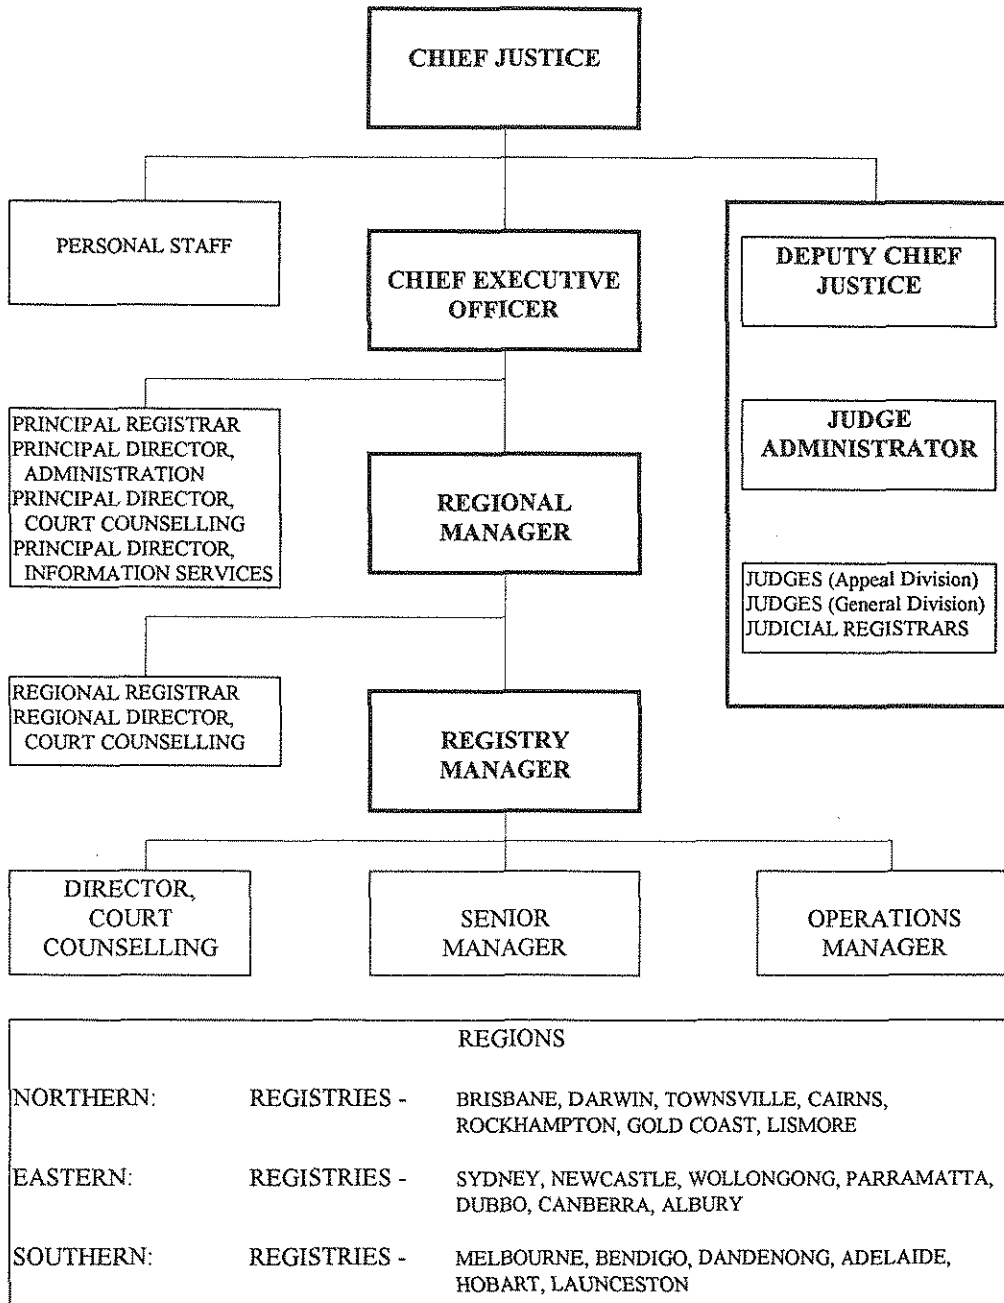 CHIEF JUSTICE
PERSONAL STAFF
CHIEF EXECUTIVE
OFFICER
DEPUTY CHIEF
JUSTICE
JUDGE
ADMINISTRATOR
JUDGES (Appeal Division)
JUDGES (General Division)
JUDICIAL REGISTRARS
PRINCIPAL REGISTRAR
PRINCIPAL DIRECTOR,
ADMINISTRATION
PRINCIPAL DIRECTOR,
COURT COUNSELLING
PRINCIPAL DIRECTOR,
INFORMATION SERVICES
REGIONAL
MANAGER
REGIONAL REGISTRAR
REGIONAL DIRECTOR,
COURT COUNSELLING
REGISTRY
MANAGER
DIRECTOR,
COURT
COUNSELLING
SENIOR
MANAGER
OPERATIONS
MANAGER
REGIONS
NORTHERN: REGISTRIES - BRISBANE, DARWIN, TOWNSVILLE, CAIRNS,
ROCKHAMPTON, GOLD COAST, LISMORE
EASTERN: REGISTRIES - SYDNEY, NEWCASTLE, WOLLONGONG, PARRAMATTA,
DUBBO, CANBERRA, ALBURY
SOUTHERN: REGISTRIES - MELBOURNE, BENDIGO, DANDENONG, ADELAIDE,
HOBART, LAUNCESTON